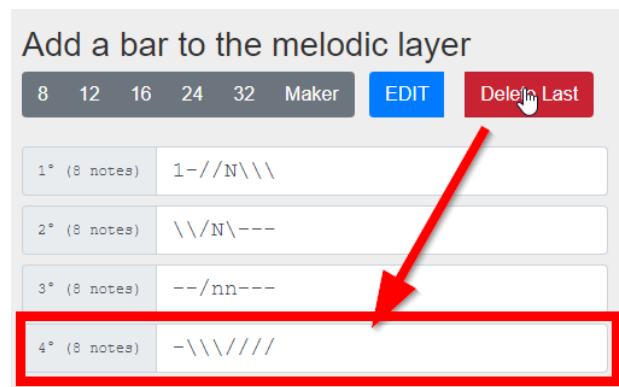 Add a bar to the melodic layer
8 12 16 24 32 Maker EDIT Delete Last
1° (8 notes) 1-//N\\\
2° (8 notes) \\/N\---
3° (8 notes) --/nn---
4° (8 notes) -\\\////